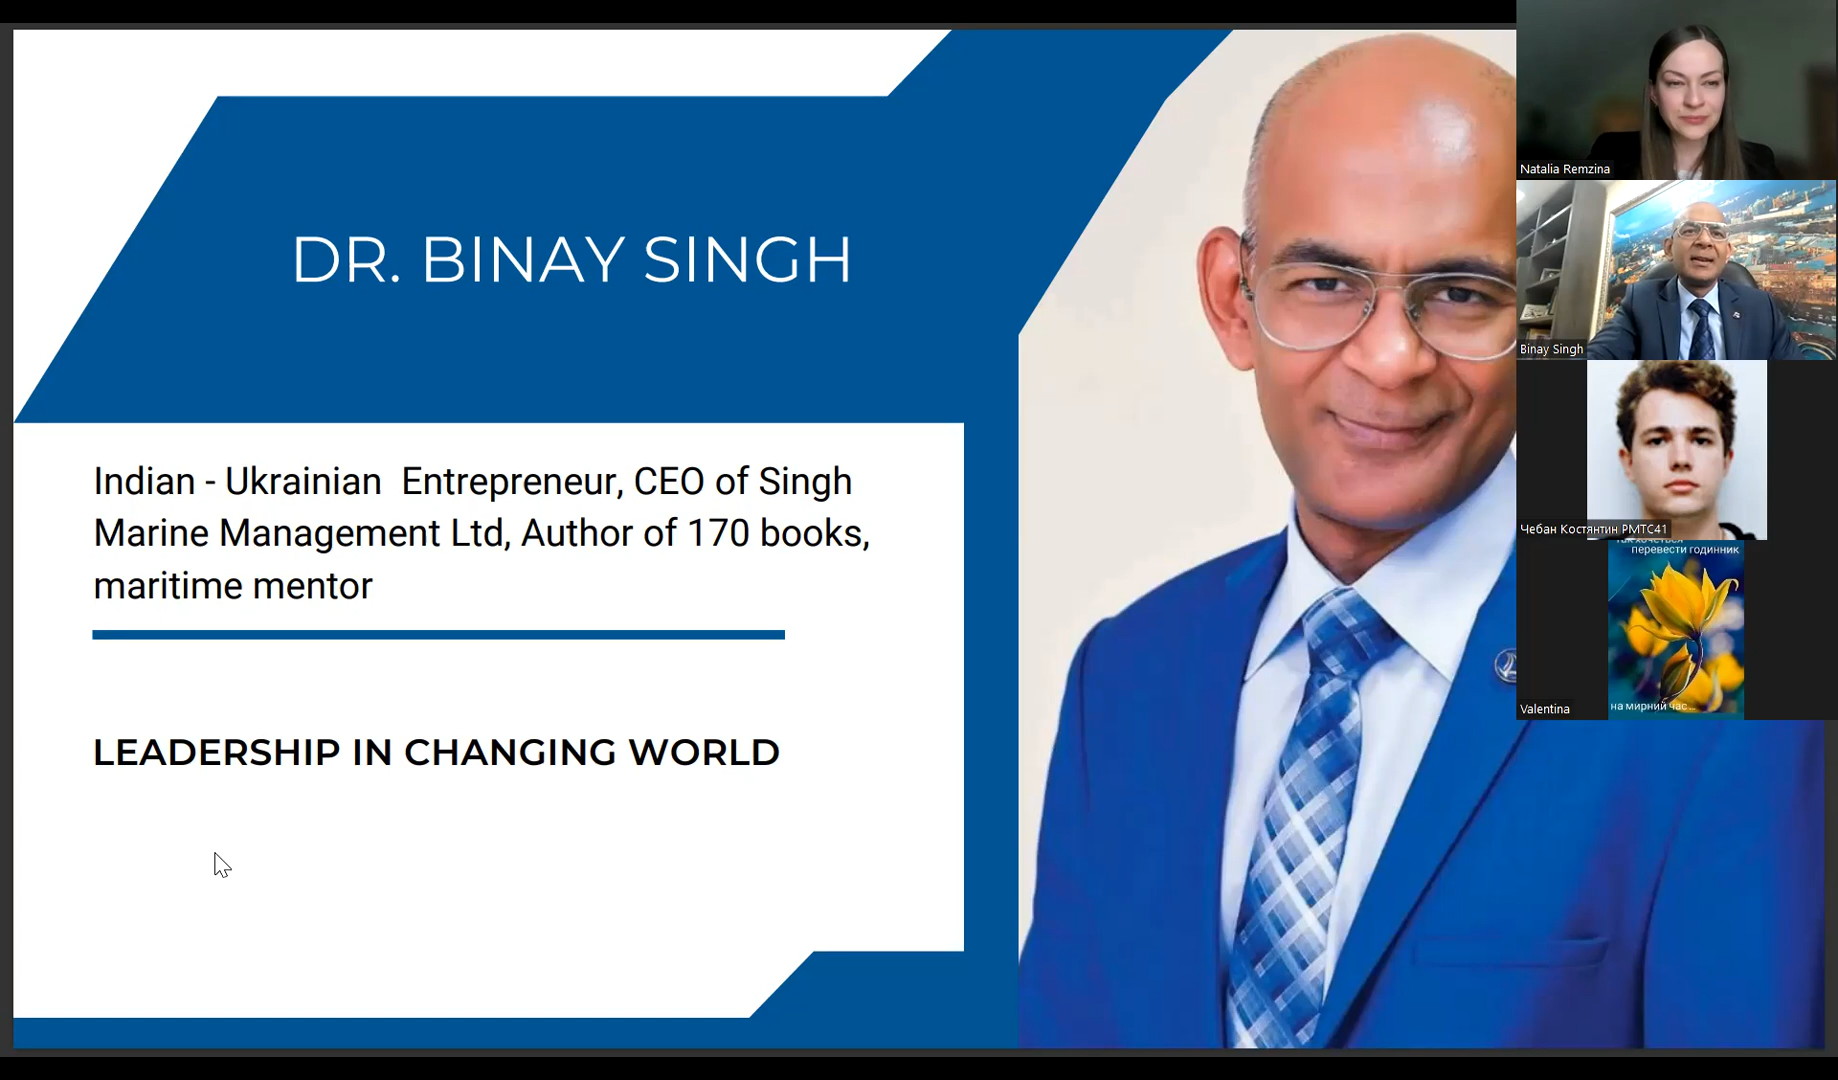 DR. BINAY SINGH
Indian - Ukrainian Entrepreneur, CEO of Singh
Marine Management Ltd, Author of 170 books,
maritime mentor
LEADERSHIP IN CHANGING WORLD
Natalia Remzina
Binay Singh
Чебан Костянтин РМТС41
перевести годинник
на мирний час...
Valentina